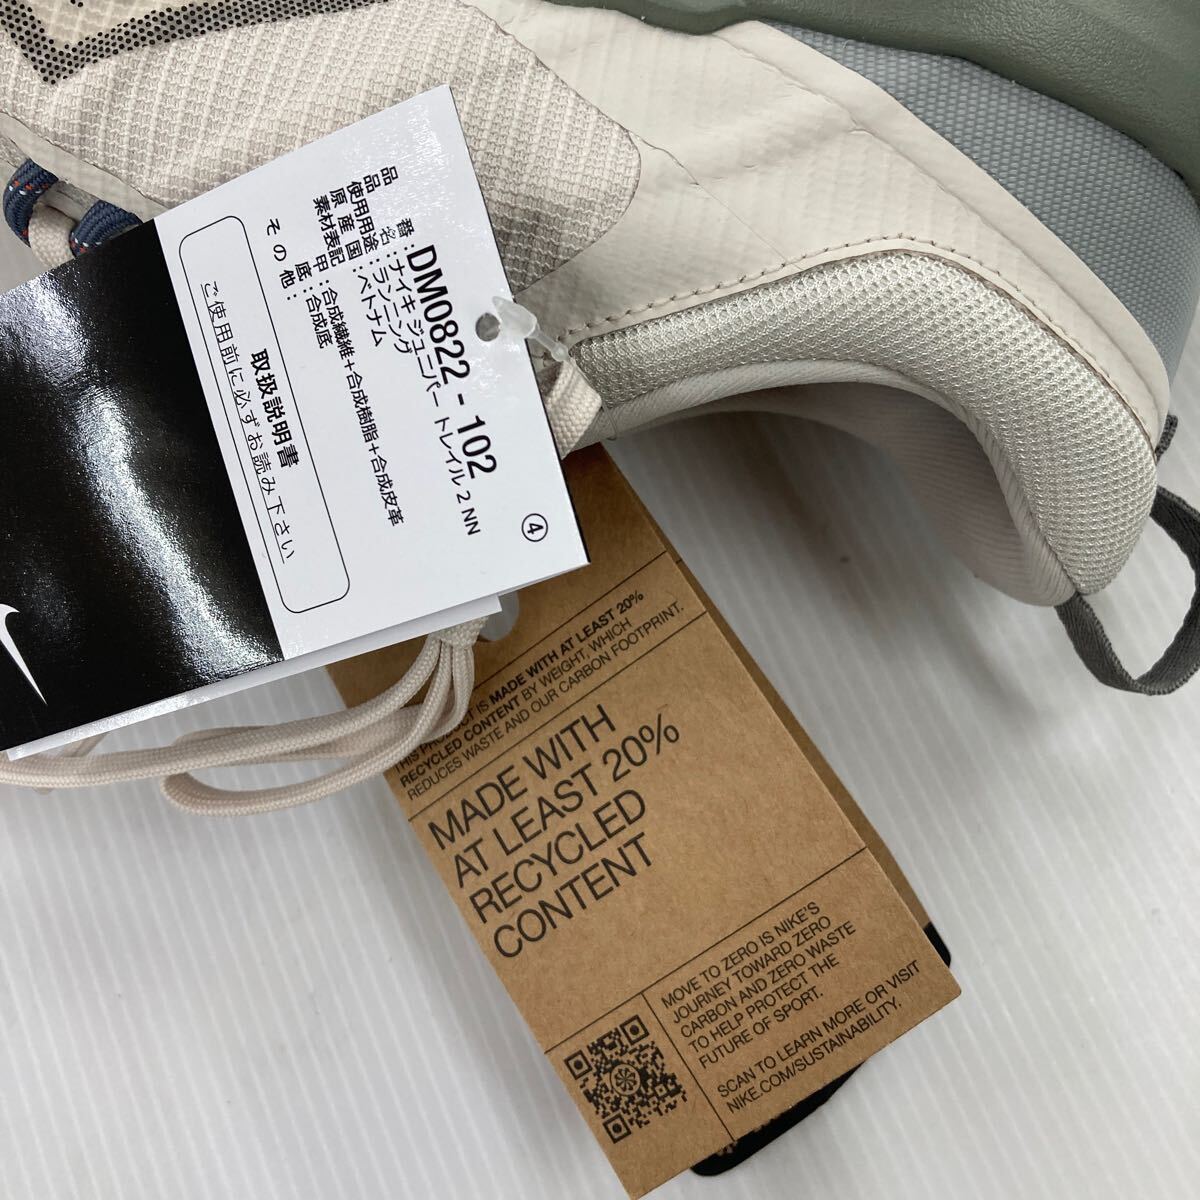 品番:DM0822-102
品名:ナイキ ジュニパー トレイル 2 NN
使用用途:ランニング
原産国:ベトナム
素材表記 甲:合成繊維+合成樹脂+合成皮革
底:合成底
その他:
④
取扱説明書
ご使用前に必ずお読み下さい
THIS PRODUCT IS MADE WITH AT LEAST 20%
RECYCLED CONTENT BY WEIGHT, WHICH
REDUCES WASTE AND OUR CARBON FOOTPRINT.
MADE WITH
AT LEAST 20%
RECYCLED
CONTENT
MOVE TO ZERO IS NIKE'S
JOURNEY TOWARD ZERO
CARBON AND ZERO WASTE
TO HELP PROTECT THE
FUTURE OF SPORT.
SCAN TO LEARN MORE OR VISIT
NIKE.COM/SUSTAINABILITY.